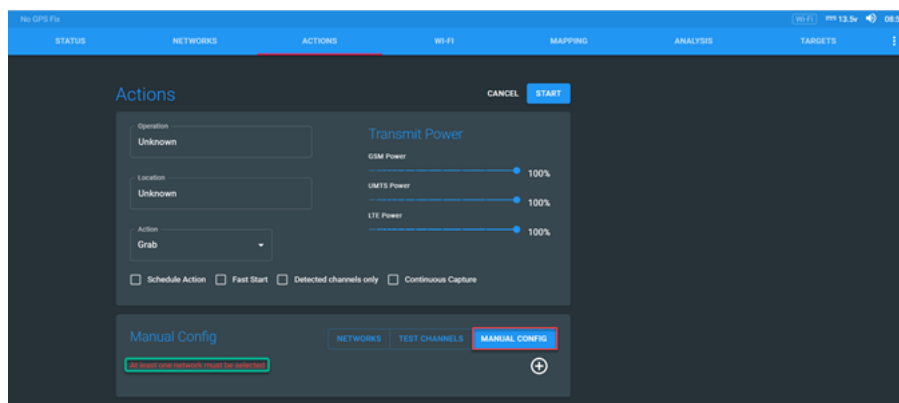 No GPS Fix Wi-Fi 13.5v 08:5
STATUS NETWORKS ACTIONS WI-FI MAPPING ANALYSIS TARGETS
Actions CANCEL START
Operation
Unknown
Transmit Power
GSM Power
100%
Location
Unknown
UMTS Power
100%
LTE Power
100%
Action
Grab
Schedule Action Fast Start Detected channels only Continuous Capture
Manual Config NETWORKS TEST CHANNELS MANUAL CONFIG
At least one network must be selected